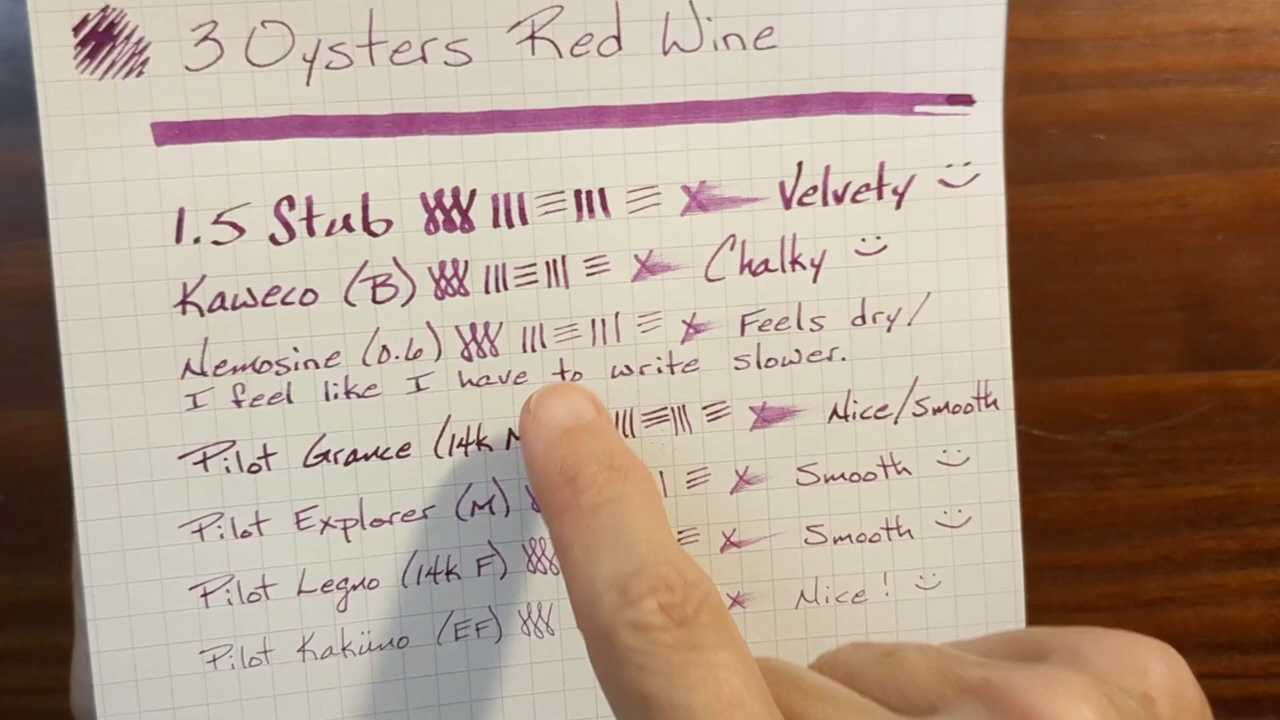 3 Oysters Red Wine
1.5 Stub Velvety
Kaweco (B) Chalky
Nemosine (0.6) Feels dry/
I feel like I have to write slower.
Pilot Grance (14k Nice/Smooth
Pilot Explorer (M) Smooth
Pilot Legno (14k F) Smooth
Pilot Kaküno (EF) Nice!